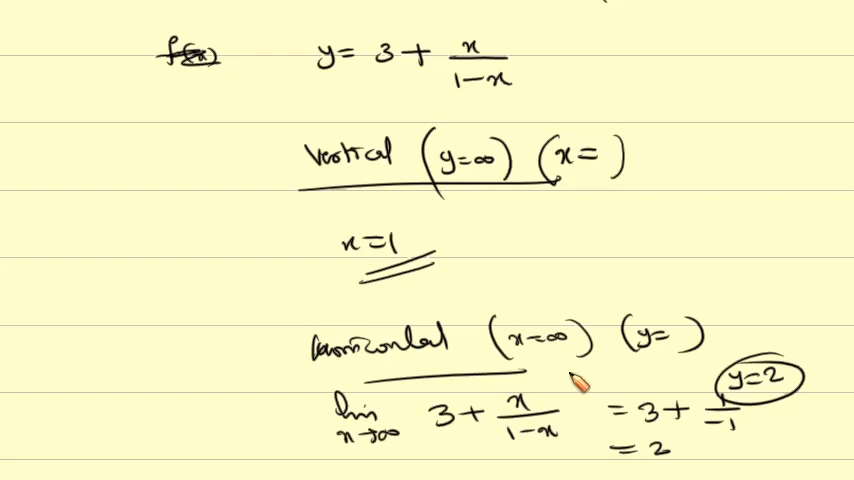 f(x) y = 3 + x/(1-x)
Vertical (y=∞) (x= )
x=1
horizontal (x=∞) (y= )
y=2
lim x→∞ 3 + x/(1-x) = 3 + 1/-1
= 2